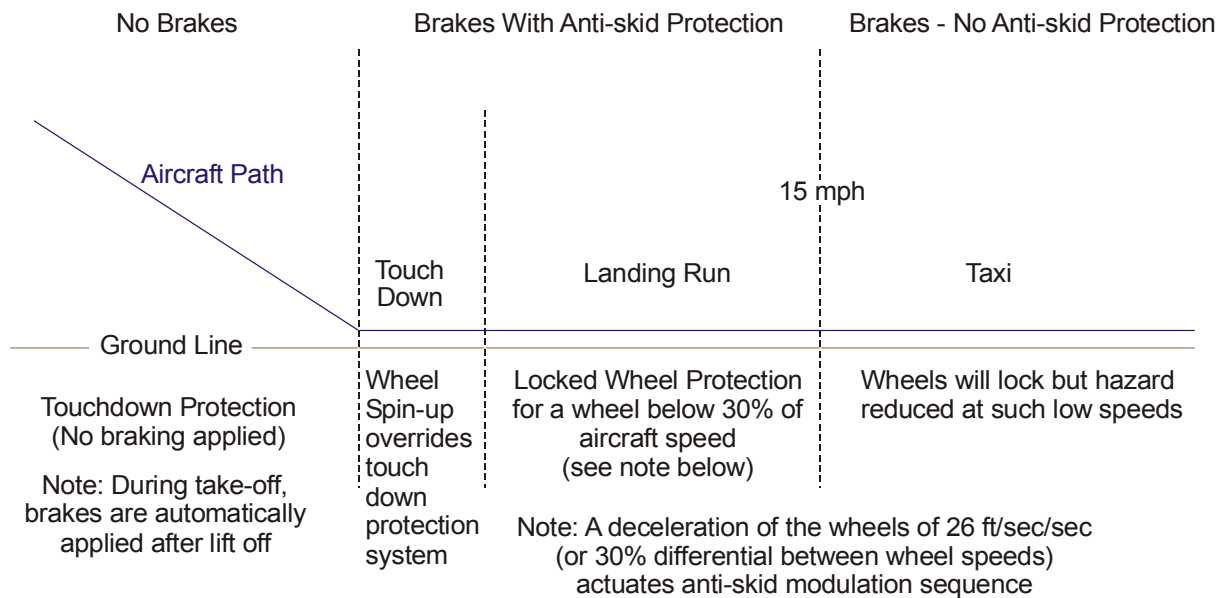 No Brakes
Brakes With Anti-skid Protection
Brakes - No Anti-skid Protection
Aircraft Path
15 mph
Touch
Down
Landing Run
Taxi
Ground Line
Touchdown Protection
(No braking applied)
Note: During take-off,
brakes are automatically
applied after lift off
Wheel
Spin-up
overrides
touch
down
protection
system
Locked Wheel Protection
for a wheel below 30% of
aircraft speed
(see note below)
Wheels will lock but hazard
reduced at such low speeds
Note: A deceleration of the wheels of 26 ft/sec/sec
(or 30% differential between wheel speeds)
actuates anti-skid modulation sequence